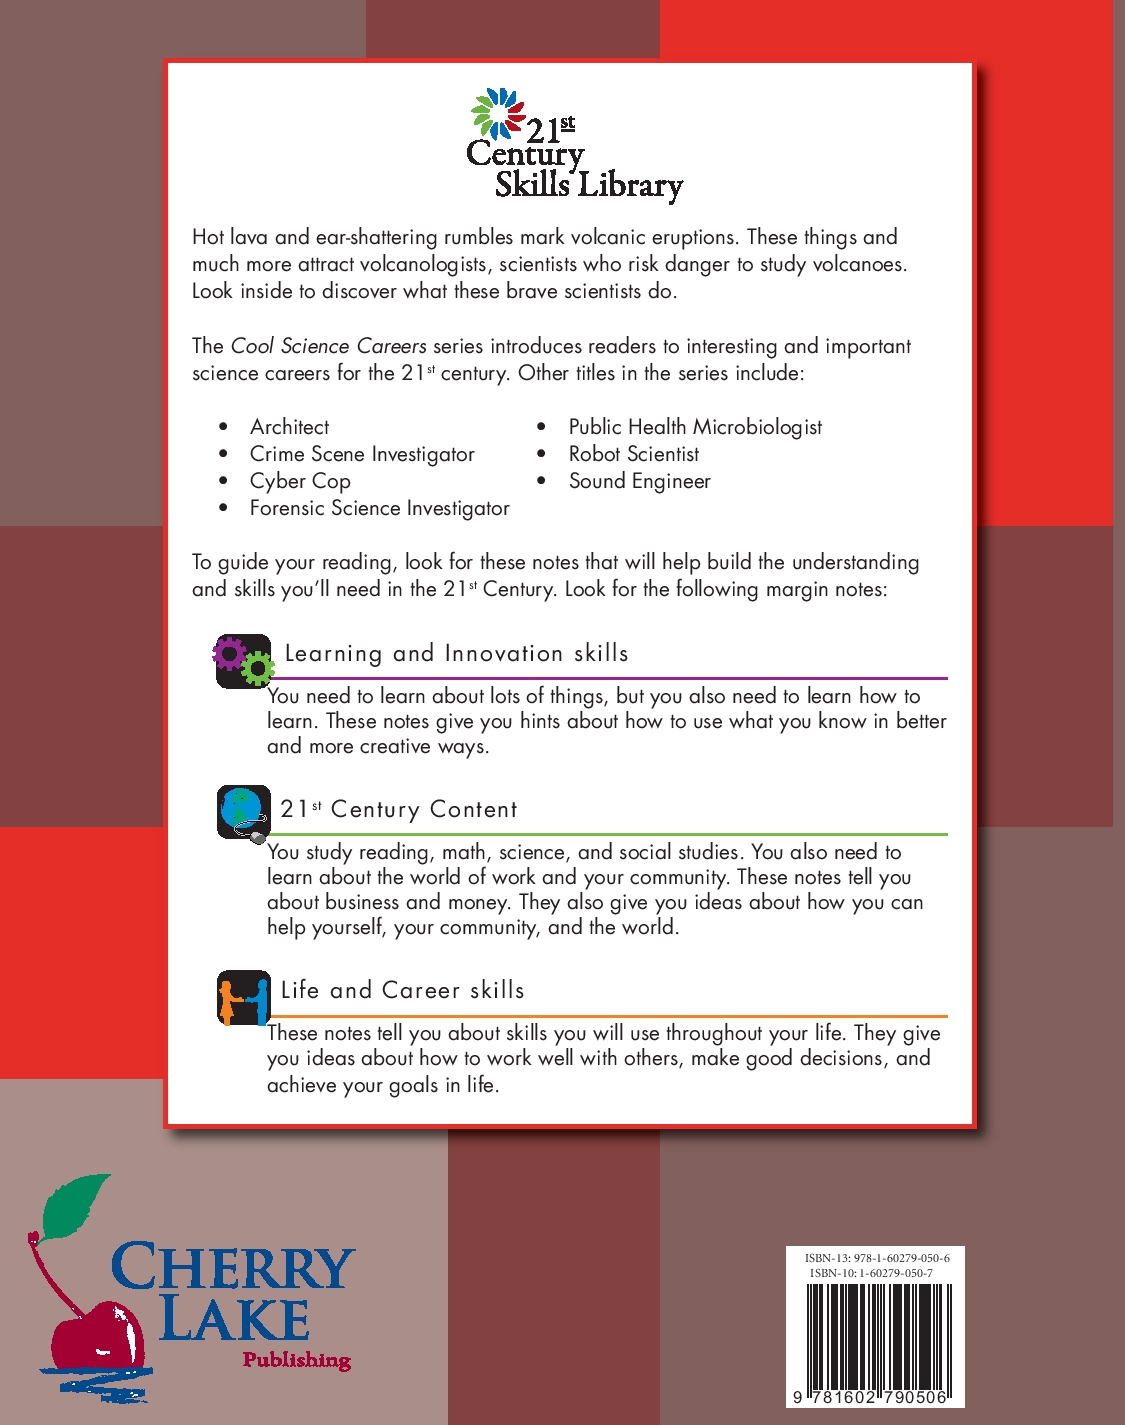 21st
Century
Skills Library
Hot lava and ear-shattering rumbles mark volcanic eruptions. These things and
much more attract volcanologists, scientists who risk danger to study volcanoes.
Look inside to discover what these brave scientists do.
The Cool Science Careers series introduces readers to interesting and important
science careers for the 21st century. Other titles in the series include:
• Architect
• Crime Scene Investigator
• Cyber Cop
• Forensic Science Investigator
• Public Health Microbiologist
• Robot Scientist
• Sound Engineer
To guide your reading, look for these notes that will help build the understanding
and skills you'll need in the 21st Century. Look for the following margin notes:
Learning and Innovation skills
You need to learn about lots of things, but you also need to learn how to
learn. These notes give you hints about how to use what you know in better
and more creative ways.
21st Century Content
You study reading, math, science, and social studies. You also need to
learn about the world of work and your community. These notes tell you
about business and money. They also give you ideas about how you can
help yourself, your community, and the world.
Life and Career skills
These notes tell you about skills you will use throughout your life. They give
you ideas about how to work well with others, make good decisions, and
achieve your goals in life.
CHERRY
LAKE
Publishing
ISBN-13: 978-1-60279-050-6
ISBN-10: 1-60279-050-7
9 781602 790506